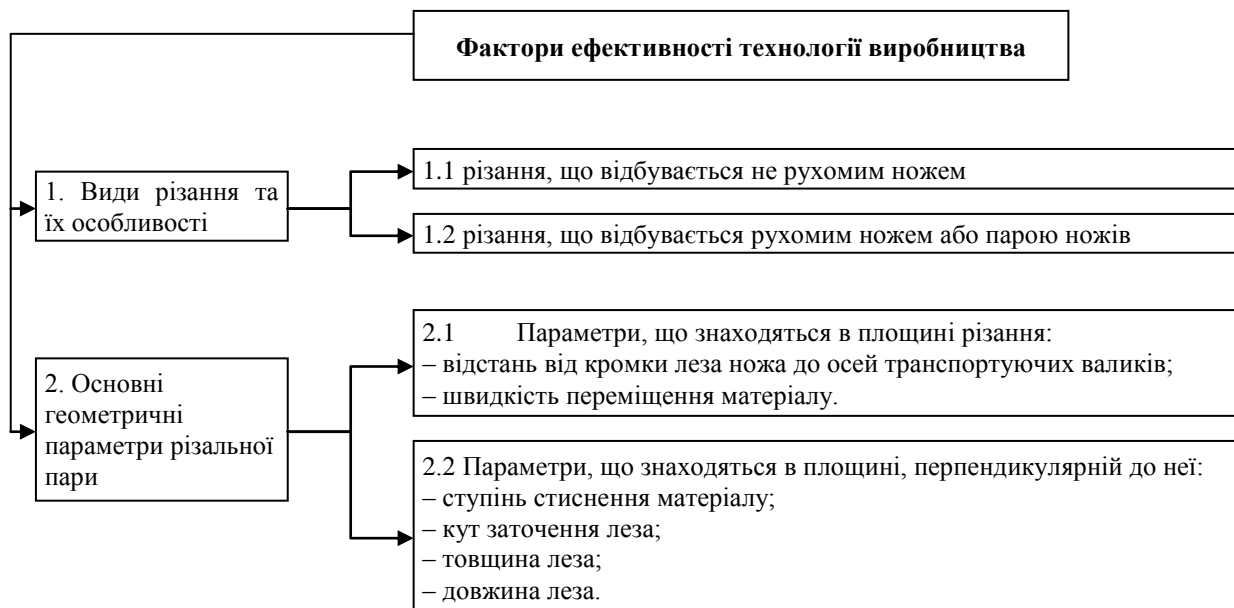 Фактори ефективності технології виробництва
1. Види різання та
їх особливості
1.1 різання, що відбувається не рухомим ножем
1.2 різання, що відбувається рухомим ножем або парою ножів
2. Основні
геометричні
параметри різальної
пари
2.1 Параметри, що знаходяться в площині різання:
– відстань від кромки леза ножа до осей транспортуючих валиків;
– швидкість переміщення матеріалу.
2.2 Параметри, що знаходяться в площині, перпендикулярній до неї:
– ступінь стиснення матеріалу;
– кут заточення леза;
– товщина леза;
– довжина леза.